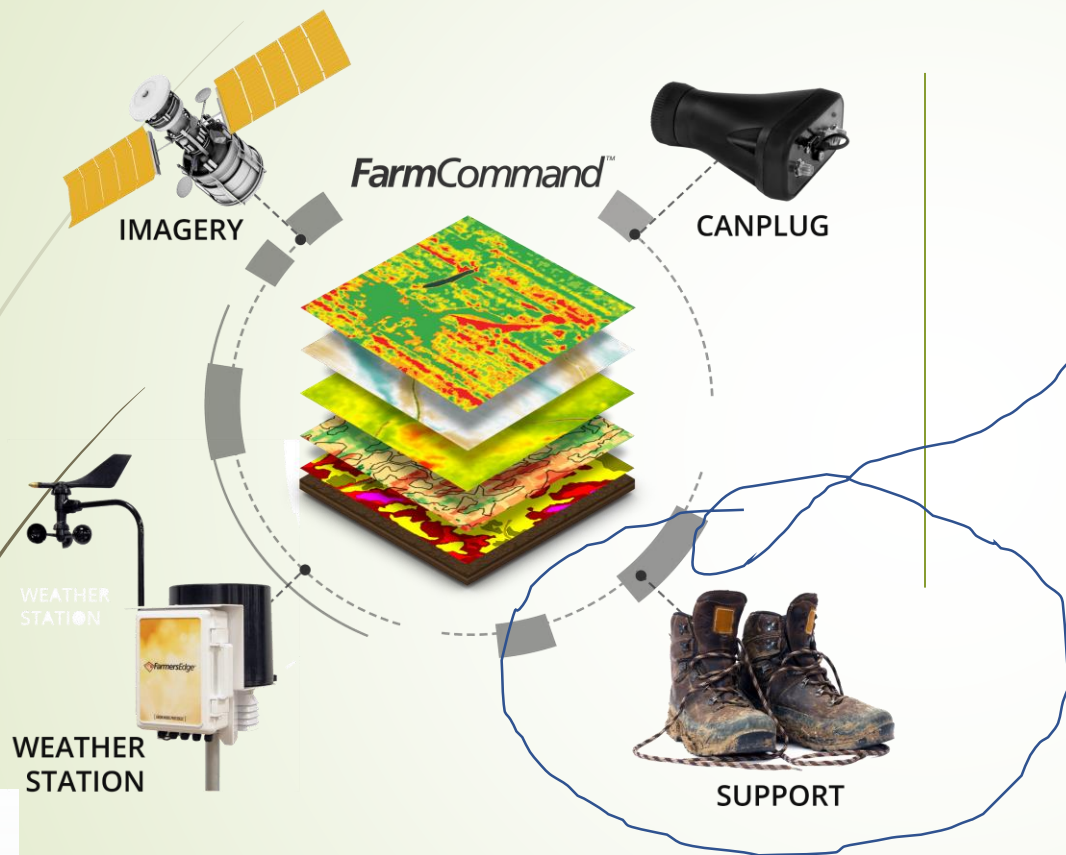 FarmCommand™
IMAGERY
CANPLUG
WEATHER
STATION
FarmersEdge
WEATHER
STATION
SUPPORT